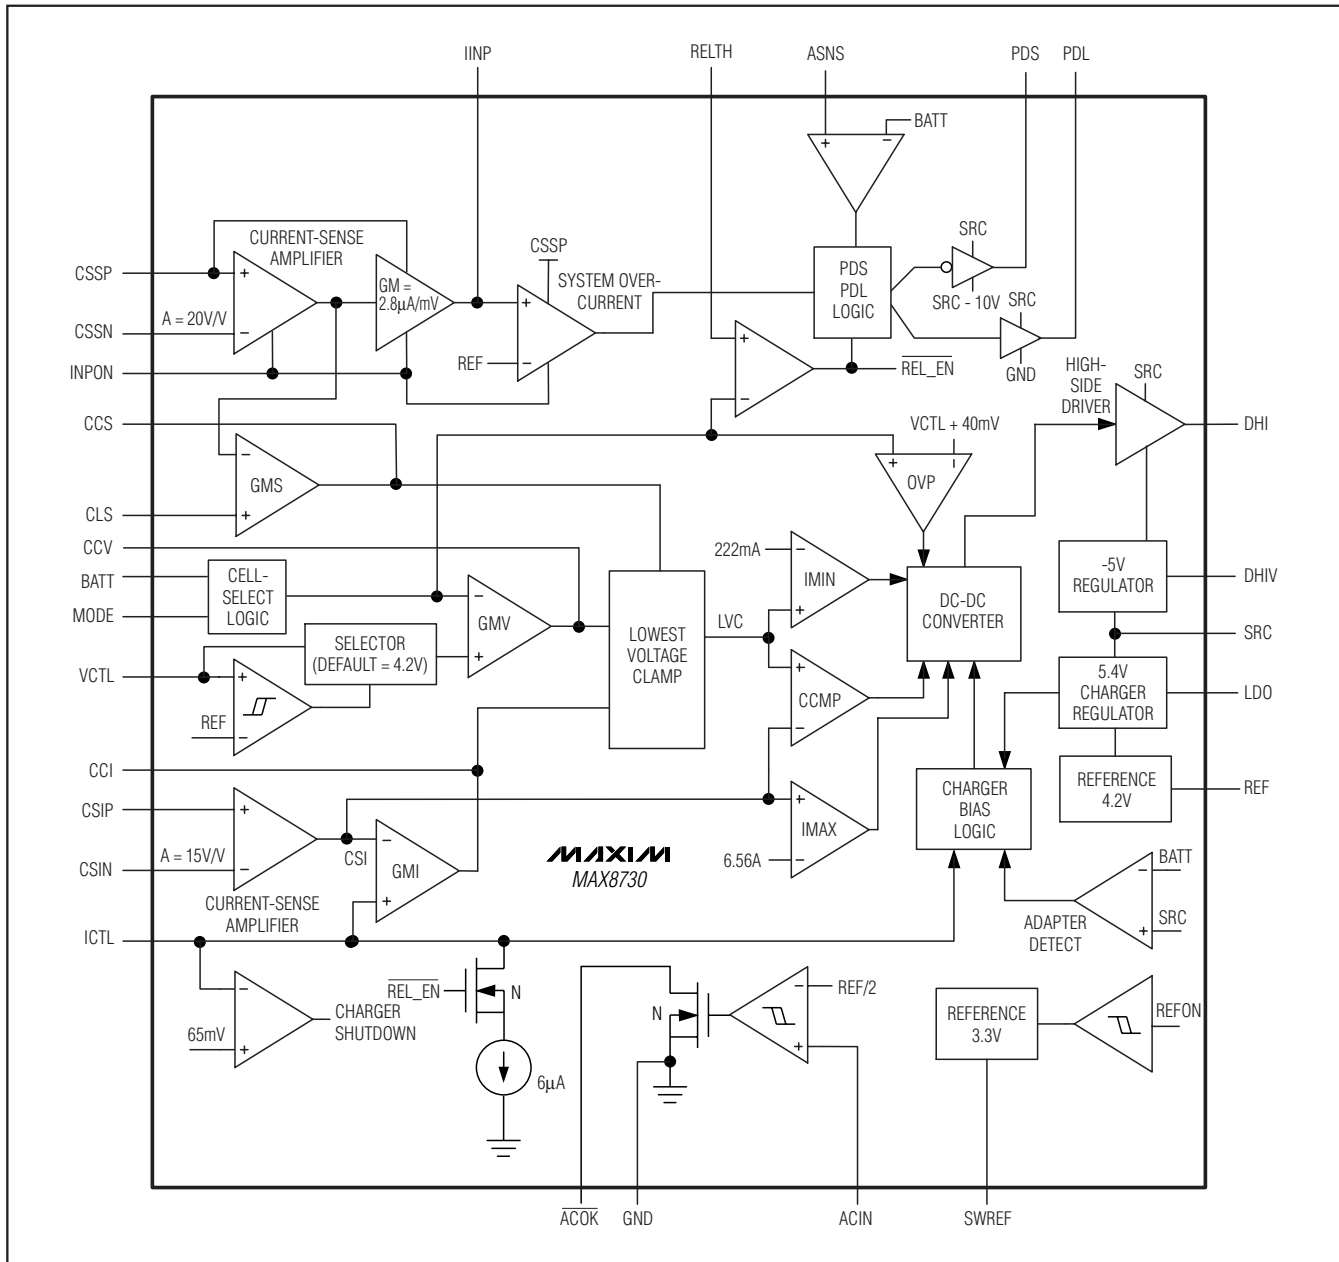 IINP
RELTH
ASNS
PDS
PDL
BATT
+
−
CURRENT-SENSE
AMPLIFIER
CSSP
SRC
CSSP
+
GM =
2.8µA/mV
+
SYSTEM OVER-
CURRENT
PDS
PDL
LOGIC
SRC - 10V
SRC
CSSN
A = 20V/V
−
REF
−
+
REL_EN
GND
INPON
HIGH-
SIDE
DRIVER
SRC
−
CCS
VCTL + 40mV
DHI
−
GMS
+
−
OVP
CLS
+
CCV
222mA
−
IMIN
+
-5V
REGULATOR
DHIV
BATT
MODE
CELL-
SELECT
LOGIC
−
GMV
+
DC-DC
CONVERTER
LVC
SRC
SELECTOR
(DEFAULT = 4.2V)
LOWEST
VOLTAGE
CLAMP
VCTL
+
REF
−
+
CCMP
−
5.4V
CHARGER
REGULATOR
LDO
CCI
CHARGER
BIAS
LOGIC
REFERENCE
4.2V
REF
CSIP
+
+
IMAX
−
6.56A
CSIN
A = 15V/V
−
CSI
−
GMI
+
MAXIM
MAX8730
BATT
−
SRC
+
CURRENT-SENSE
AMPLIFIER
ADAPTER
DETECT
ICTL
−
65mV
+
CHARGER
SHUTDOWN
REL_EN
N
6µA
N
−
REF/2
+
REFERENCE
3.3V
REFON
ACOK
GND
ACIN
SWREF